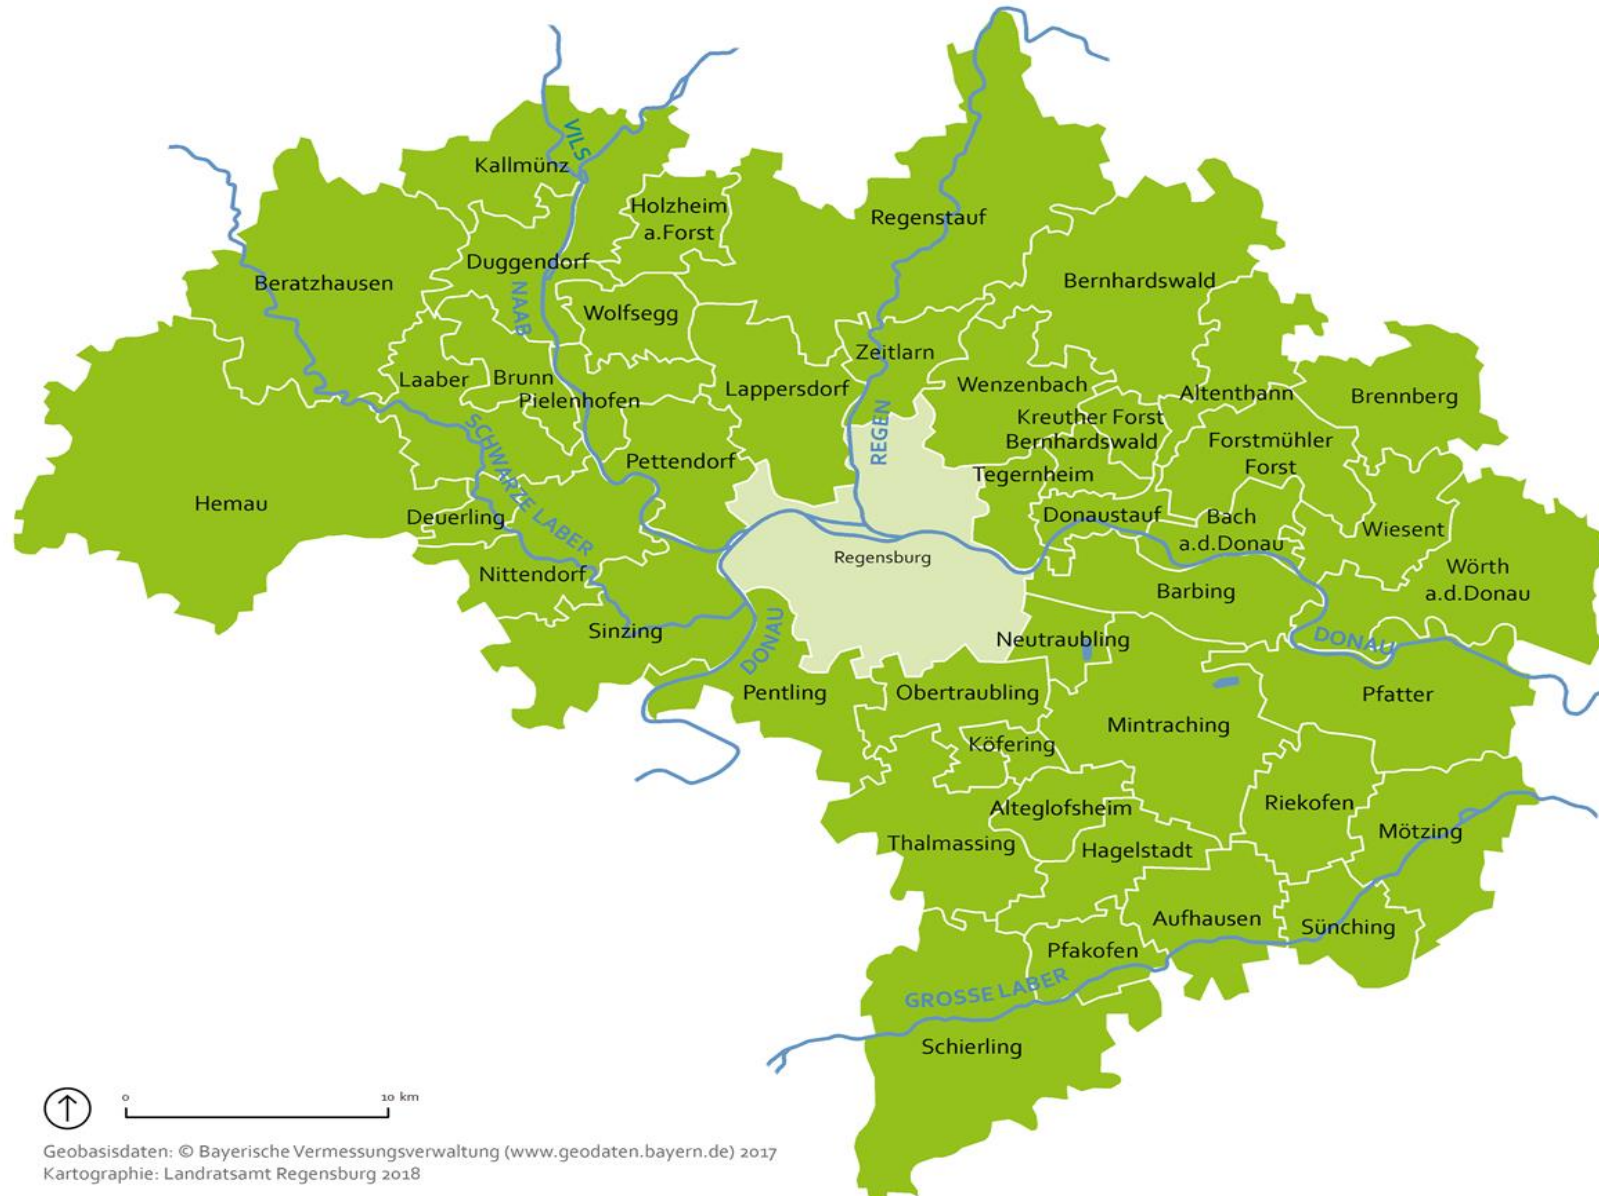 VILS
Kallmünz
Holzheim
a.Forst
Regenstauf
Duggendorf
Beratzhausen
Bernhardswald
NAAB
Wolfsegg
Zeitlarn
Laaber
Brunn
Pielenhofen
Lappersdorf
Wenzenbach
Altenthann
Brennberg
Kreuther Forst
Bernhardswald
REGEN
Forstmühler
Forst
SCHWARZE LABER
Pettendorf
Tegernheim
Hemau
Deuerling
Donaustauf
Bach
a.d.Donau
Wiesent
Regensburg
Nittendorf
Barbing
Wörth
a.d.Donau
Sinzing
DONAU
Neutraubling
DONAU
Pentling
Obertraubling
Pfatter
Mintraching
Köfering
Alteglofsheim
Riekofen
Mötzing
Thalmassing
Hagelstadt
Aufhausen
Sünching
Pfakofen
GROSSE LABER
Schierling
0 10 km
Geobasisdaten: © Bayerische Vermessungsverwaltung (www.geodaten.bayern.de) 2017
Kartographie: Landratsamt Regensburg 2018